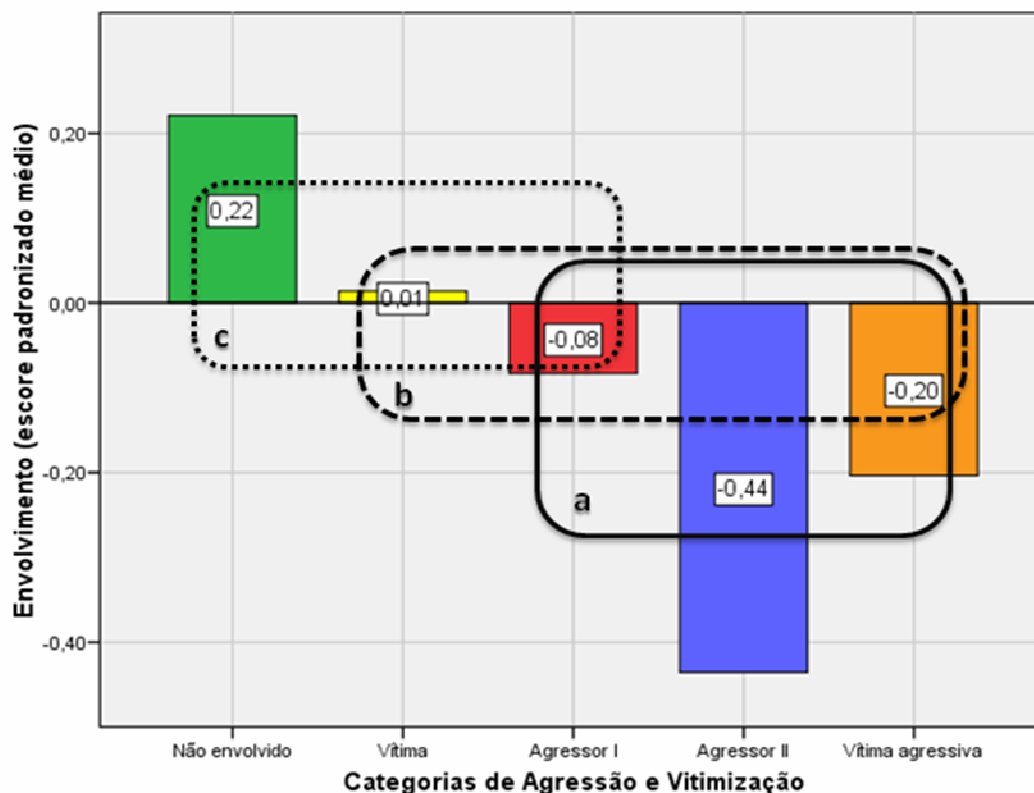 Envolvimento (escore padronizado médio)
0,20
0,00
-0,20
-0,40
0,22
0,01
-0,08
-0,44
-0,20
c
b
a
Não envolvido
Vítima
Agressor I
Agressor II
Vítima agressiva
Categorias de Agressão e Vitimização